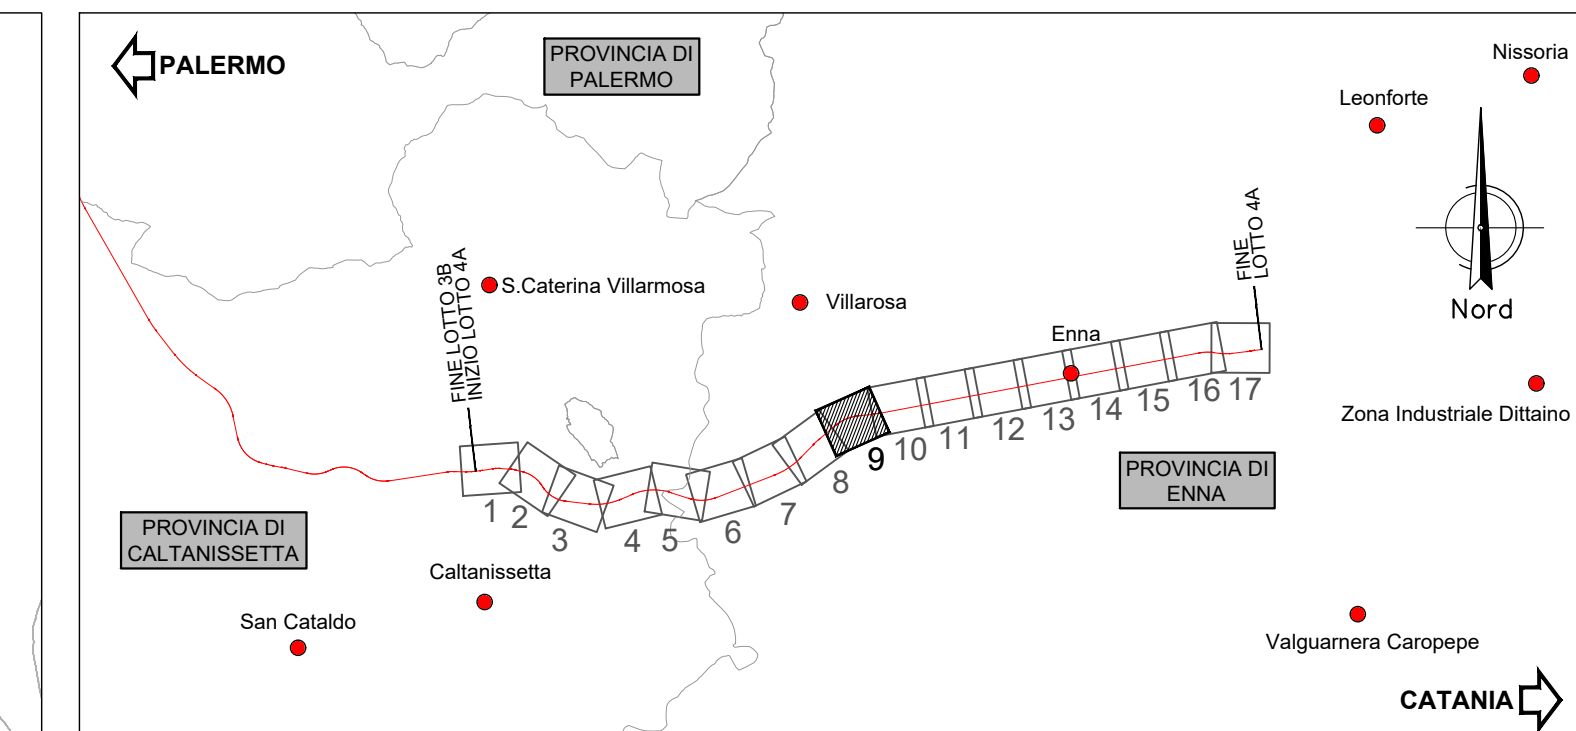 PALERMO
PROVINCIA DI
PALERMO
Nissoria
Leonforte
Nord
FINE LOTTO 3B
INIZIO LOTTO 4A
S.Caterina Villarmosa
Villarosa
FINE
LOTTO 4A
Enna
Zona Industriale Dittaino
1
2
3
4
5
6
7
8
9
10
11
12
13
14
15
16
17
PROVINCIA DI
ENNA
PROVINCIA DI
CALTANISSETTA
Caltanissetta
San Cataldo
Valguarnera Caropepe
CATANIA